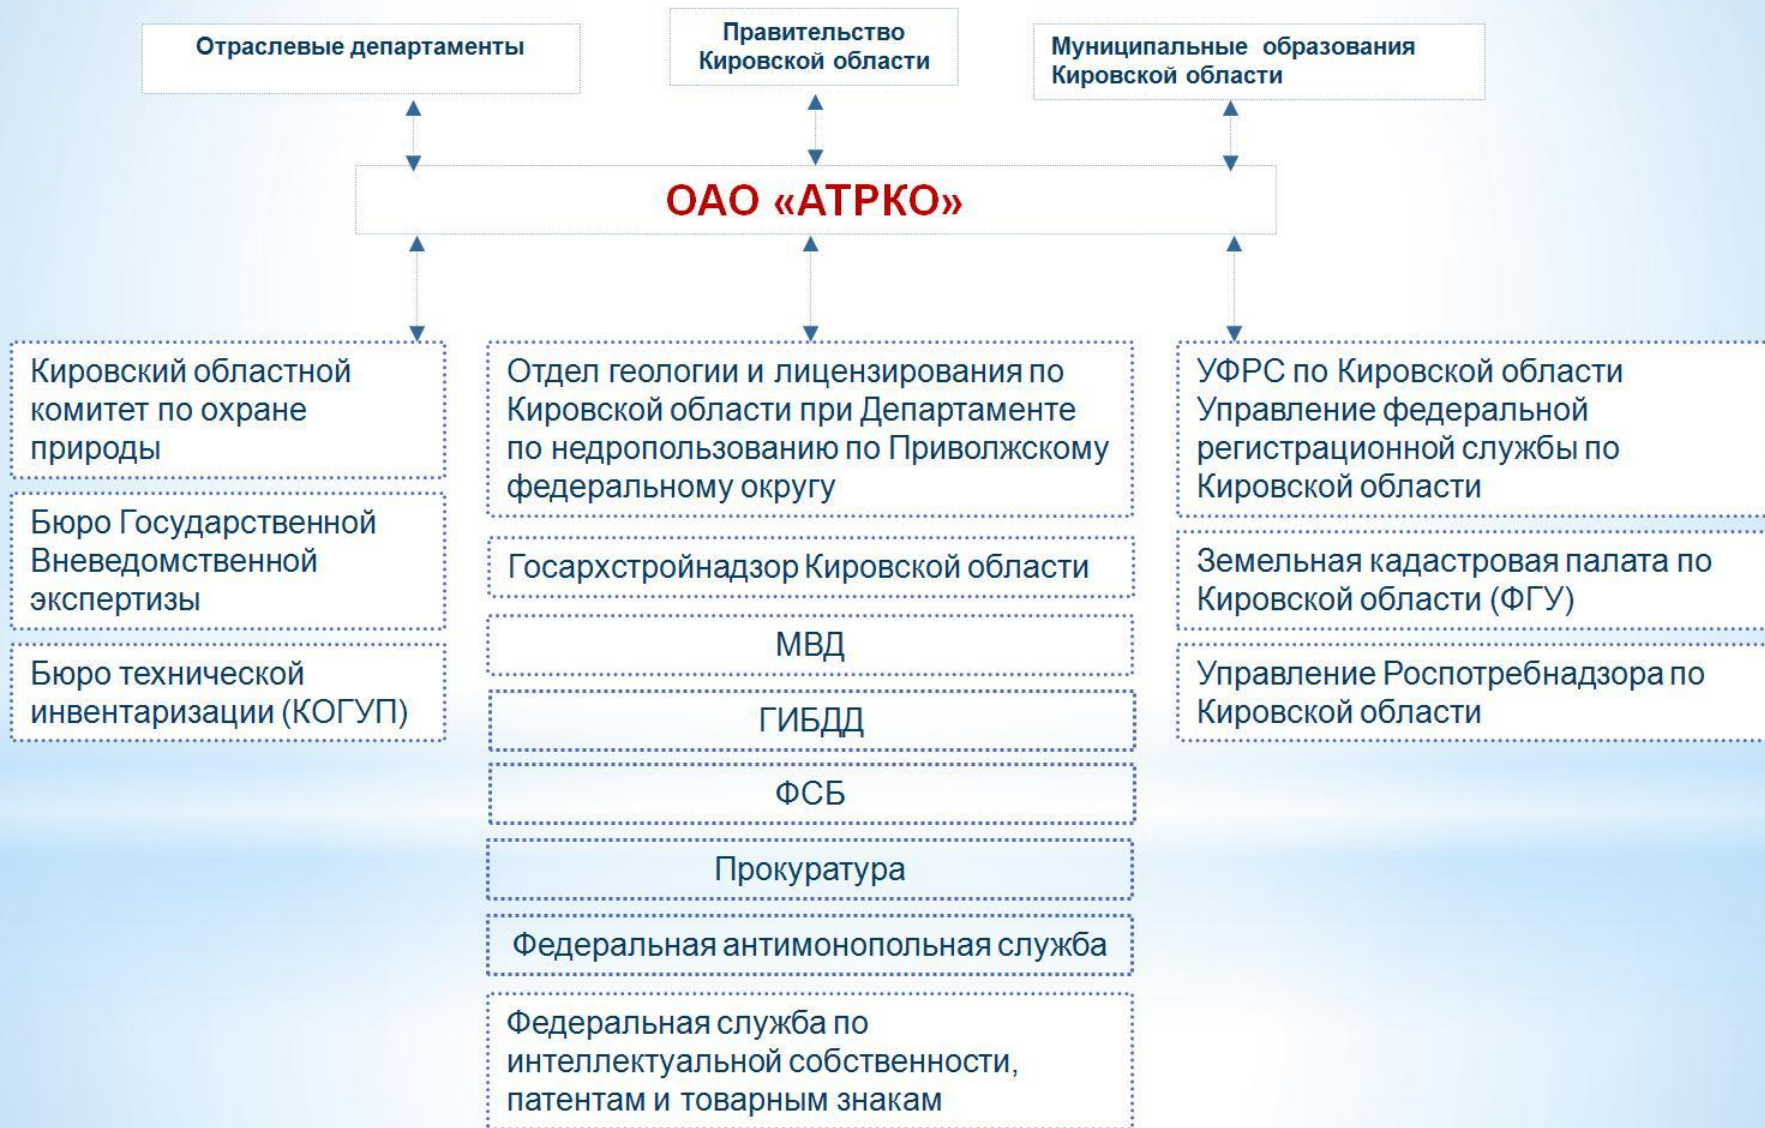 Отраслевые департаменты
Правительство
Кировской области
Муниципальные образования
Кировской области
ОАО «АТРКО»
Кировский областной
комитет по охране
природы
Бюро Государственной
Вневедомственной
экспертизы
Бюро технической
инвентаризации (КОГУП)
Отдел геологии и лицензирования по
Кировской области при Департаменте
по недропользованию по Приволжскому
федеральному округу
Госархстройнадзор Кировской области
МВД
ГИБДД
ФСБ
Прокуратура
Федеральная антимонопольная служба
Федеральная служба по
интеллектуальной собственности,
патентам и товарным знакам
УФРС по Кировской области
Управление федеральной
регистрационной службы по
Кировской области
Земельная кадастровая палата по
Кировской области (ФГУ)
Управление Роспотребнадзора по
Кировской области